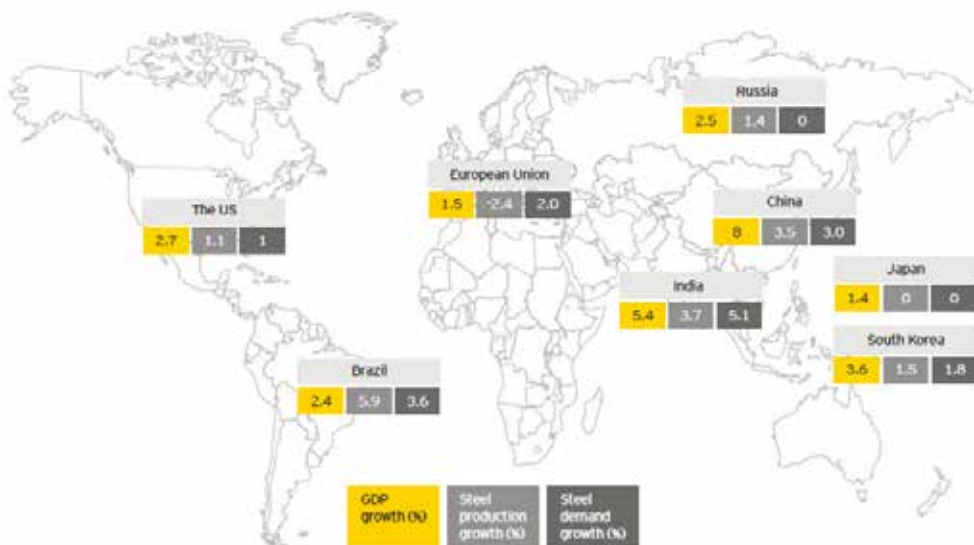 Russia
2.5 1.4 0
European Union
1.5 -2.4 2.0
The US
2.7 1.1 1
China
8 3.5 3.0
Japan
1.4 0 0
India
5.4 3.7 5.1
South Korea
3.6 1.5 1.8
Brazil
2.4 5.9 3.6
GDP
growth (%)
Steel
production
growth (%)
Steel
demand
growth (%)